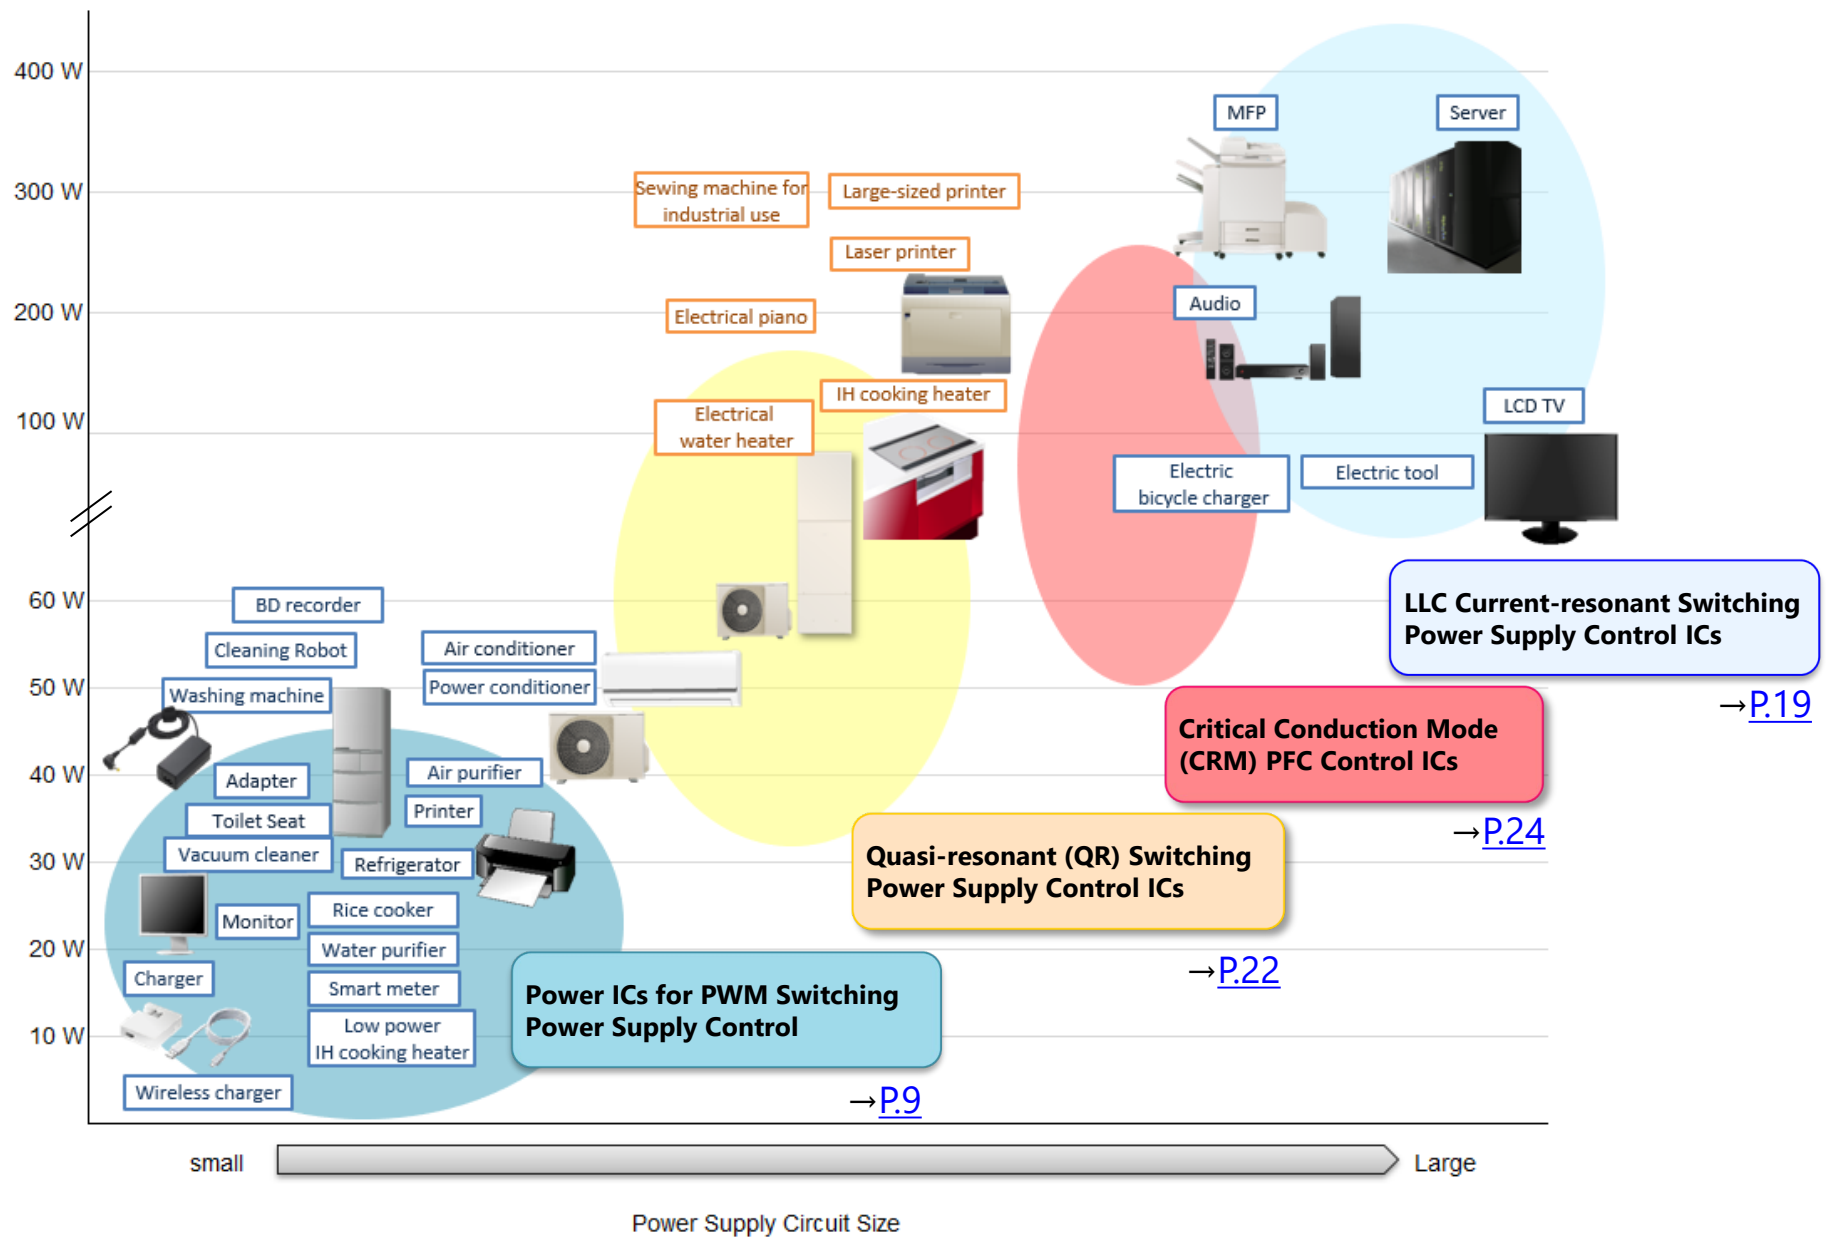 400 W
MFP
Server
300 W
Sewing machine for
industrial use
Large-sized printer
Laser printer
200 W
Electrical piano
Audio
IH cooking heater
100 W
Electrical
water heater
LCD TV
Electric
bicycle charger
Electric tool
60 W
BD recorder
LLC Current-resonant Switching
Power Supply Control ICs
→P.19
Cleaning Robot
Air conditioner
50 W
Washing machine
Power conditioner
Critical Conduction Mode
(CRM) PFC Control ICs
→P.24
40 W
Adapter
Air purifier
Toilet Seat
Printer
30 W
Vacuum cleaner
Refrigerator
Quasi-resonant (QR) Switching
Power Supply Control ICs
→P.22
Monitor
Rice cooker
20 W
Water purifier
Charger
Smart meter
Power ICs for PWM Switching
Power Supply Control
→P.9
10 W
Low power
IH cooking heater
Wireless charger
small
Large
Power Supply Circuit Size